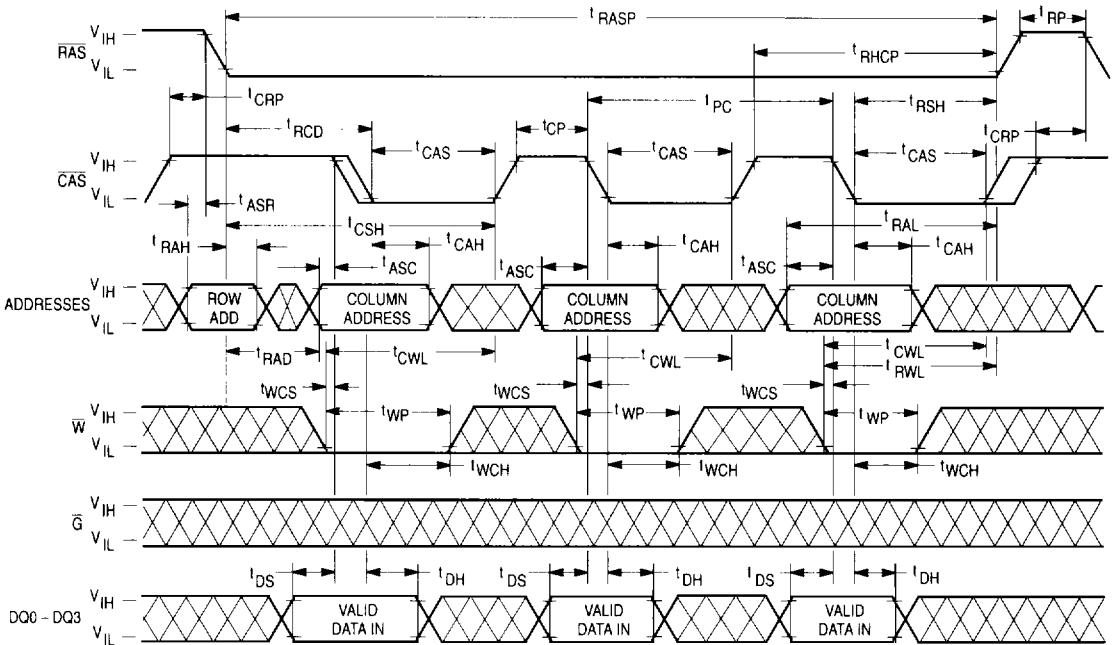 t RASP
t RP
V IH
RAS
V IL
t RHCP
t CRP
t PC
t RSH
t RCD
t CP
t CRP
t CAS
t CAS
t CAS
V IH
CAS
V IL
t ASR
t CSH
t RAL
t RAH
t CAH
t CAH
t CAH
t ASC
t ASC
t ASC
V IH
ADDRESSES
V IL
ROW
ADD
COLUMN
ADDRESS
COLUMN
ADDRESS
COLUMN
ADDRESS
t RAD
t CWL
t CWL
t CWL
t RWL
t WCS
t WCS
t WCS
t WP
t WP
t WP
V IH
W
V IL
t WCH
t WCH
t WCH
V IH
G
V IL
t DS
t DH
t DS
t DH
t DS
t DH
V IH
DQ0 – DQ3
V IL
VALID
DATA IN
VALID
DATA IN
VALID
DATA IN